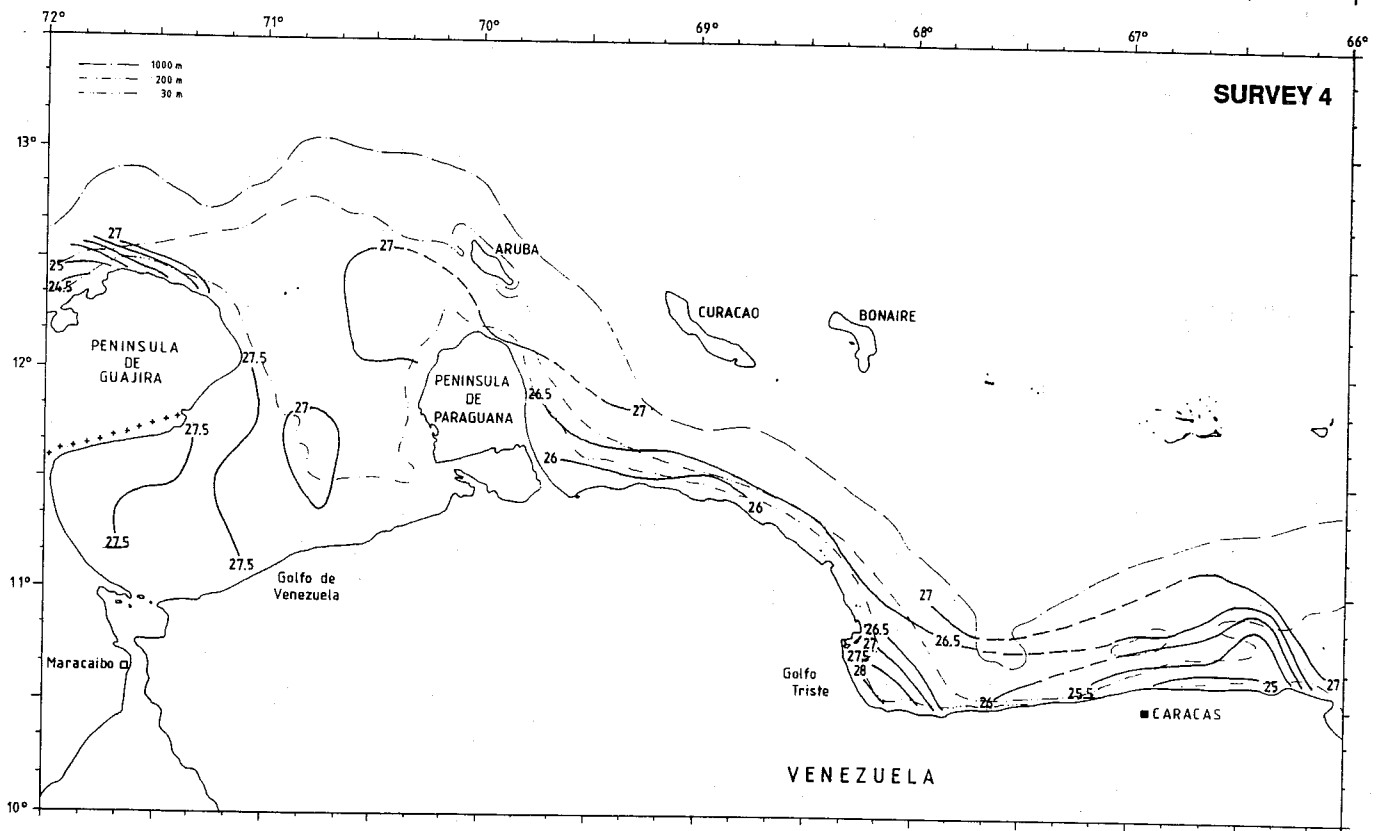 72°
71°
70°
69°
68°
67°
66°
1000 m
200 m
30 m
SURVEY 4
13°
27
ARUBA
27
25
24.5
CURACAO
BONAIRE
PENINSULA
DE
GUAJIRA
12°
27.5
PENINSULA
DE
PARAGUANA
26.5
27
27
27.5
26
26
27.5
27.5
11°
Golfo de
Venezuela
27
26.5
26.5
27
27.5
28
Maracaibo
Golfo
Triste
26
25.5
25
27
CARACAS
VENEZUELA
10°